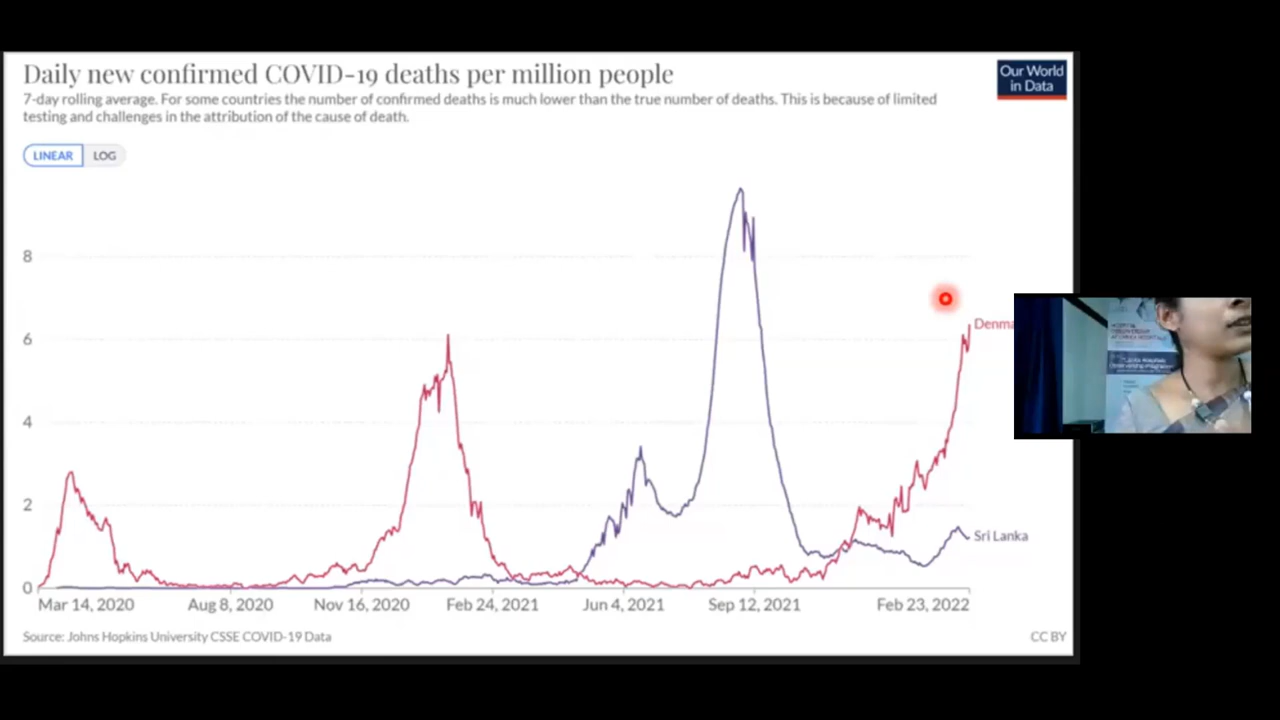 Daily new confirmed COVID-19 deaths per million people
Our World
in Data
7-day rolling average. For some countries the number of confirmed deaths is much lower than the true number of deaths. This is because of limited
testing and challenges in the attribution of the cause of death.
LINEAR LOG
8
6
4
2
0
Denma
Sri Lanka
Mar 14, 2020 Aug 8, 2020 Nov 16, 2020 Feb 24, 2021 Jun 4, 2021 Sep 12, 2021 Feb 23, 2022
Source: Johns Hopkins University CSSE COVID-19 Data
CC BY